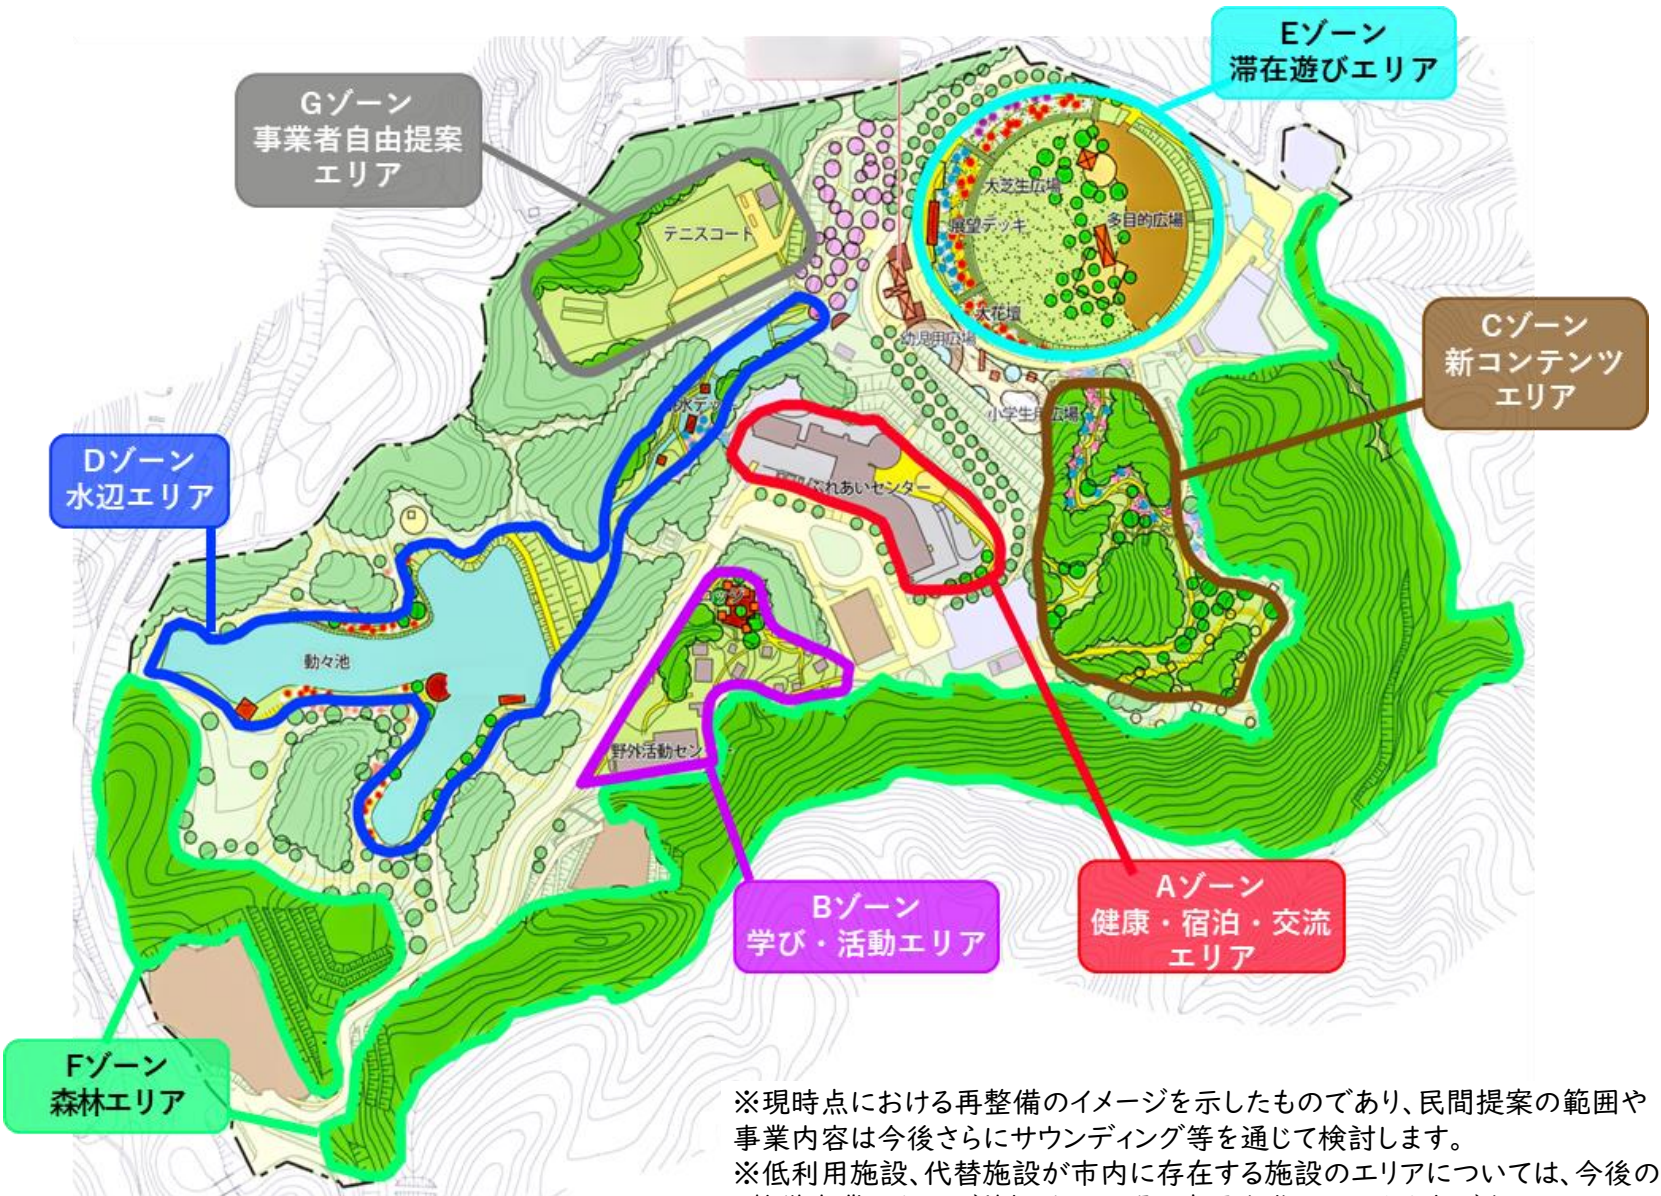 Eゾーン
滞在遊びエリア
Gゾーン
事業者自由提案
エリア
大芝生広場
展望デッキ
多目的広場
テニスコート
大花壇
幼児用広場
Cゾーン
新コンテンツ
エリア
小学生用広場
水デッ
Dゾーン
水辺エリア
ふれあいセンター
動々池
野外活動セン
Bゾーン
学び・活動エリア
Aゾーン
健康・宿泊・交流
エリア
Fゾーン
森林エリア
※現時点における再整備のイメージを示したものであり、民間提案の範囲や
事業内容は今後さらにサウンディング等を通じて検討します。
※低利用施設、代替施設が市内に存在する施設のエリアについては、今後の